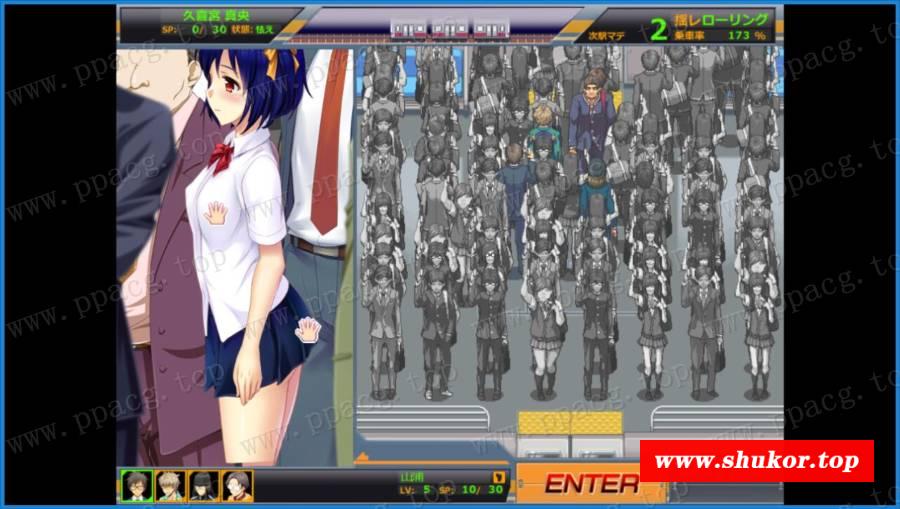 久喜宮 真央
SP: 0/ 30 状態: 怯え
次駅マデ 2
揺レローリング
乗車率 173 %
www.ppacg.top
山浦
LV: 5 SP: 10/ 30
ENTER
www.shukor.top